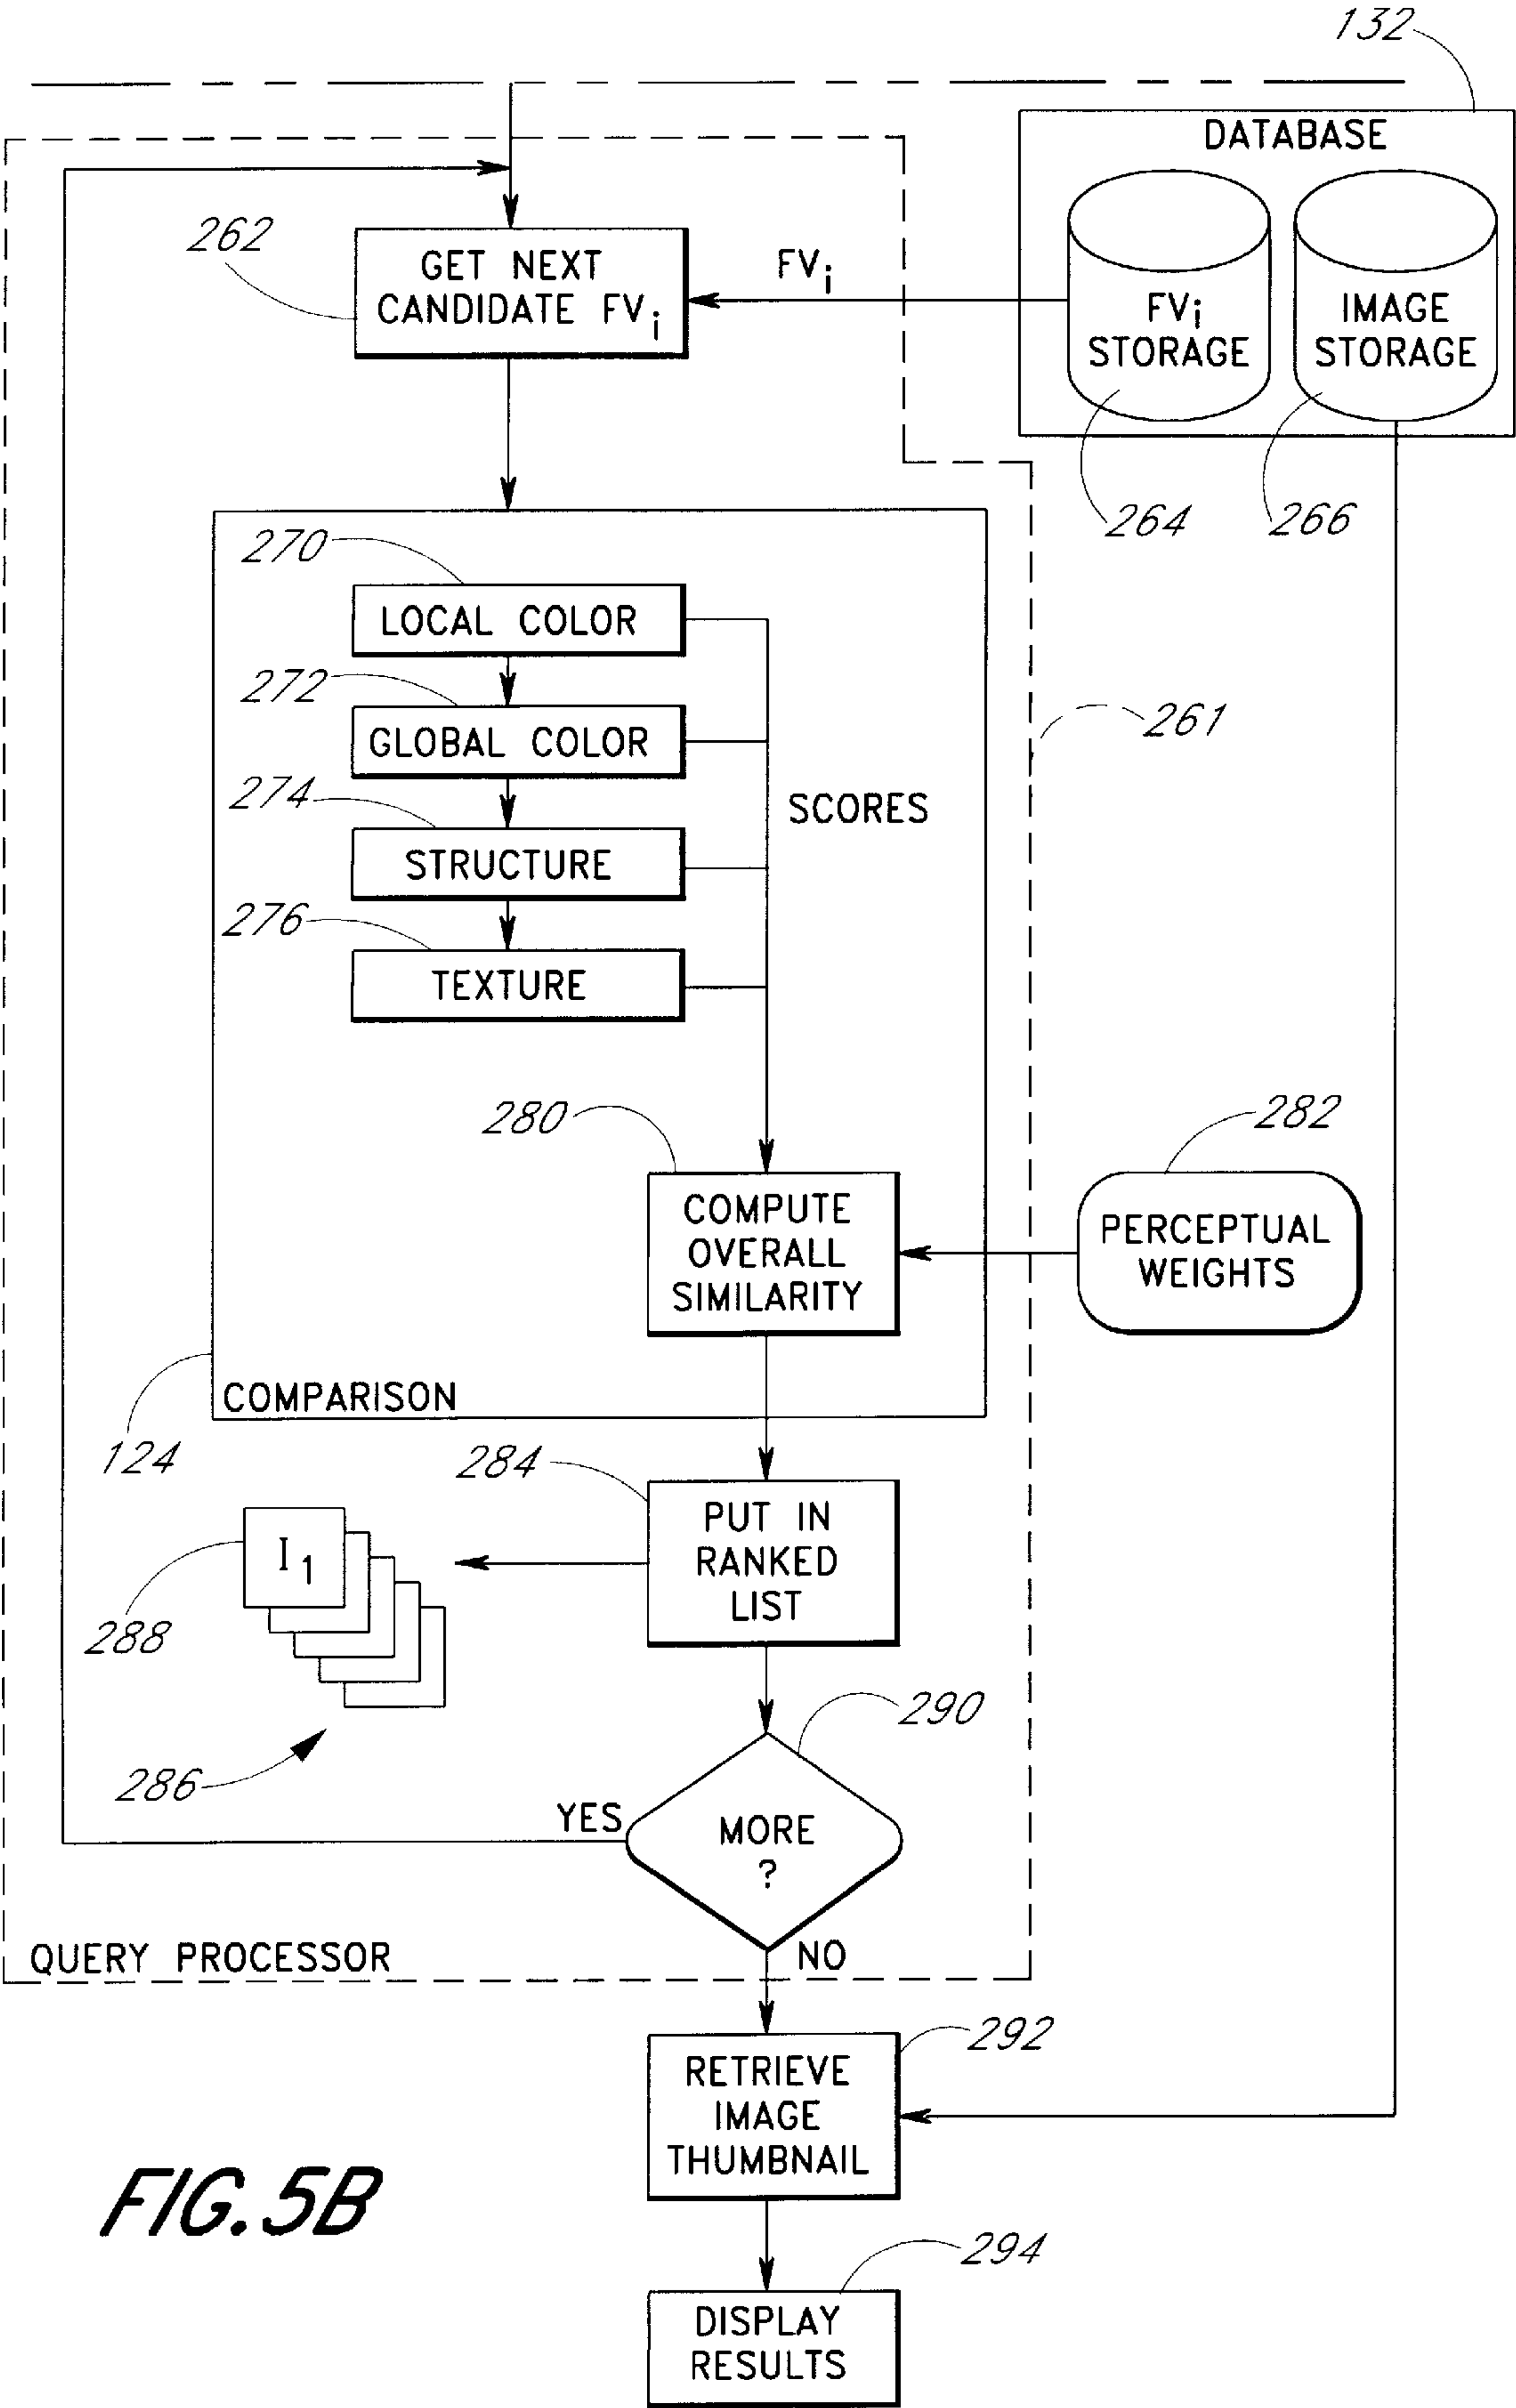 132
DATABASE
262
GET NEXT
CANDIDATE FVi
FVi
FVi
STORAGE
IMAGE
STORAGE
264
266
270
LOCAL COLOR
272
GLOBAL COLOR
261
274
SCORES
STRUCTURE
276
TEXTURE
280
282
COMPUTE
OVERALL
SIMILARITY
PERCEPTUAL
WEIGHTS
COMPARISON
124
284
PUT IN
RANKED
LIST
I1
288
290
286
YES
MORE
?
QUERY PROCESSOR
NO
292
RETRIEVE
IMAGE
THUMBNAIL
FIG. 5B
294
DISPLAY
RESULTS